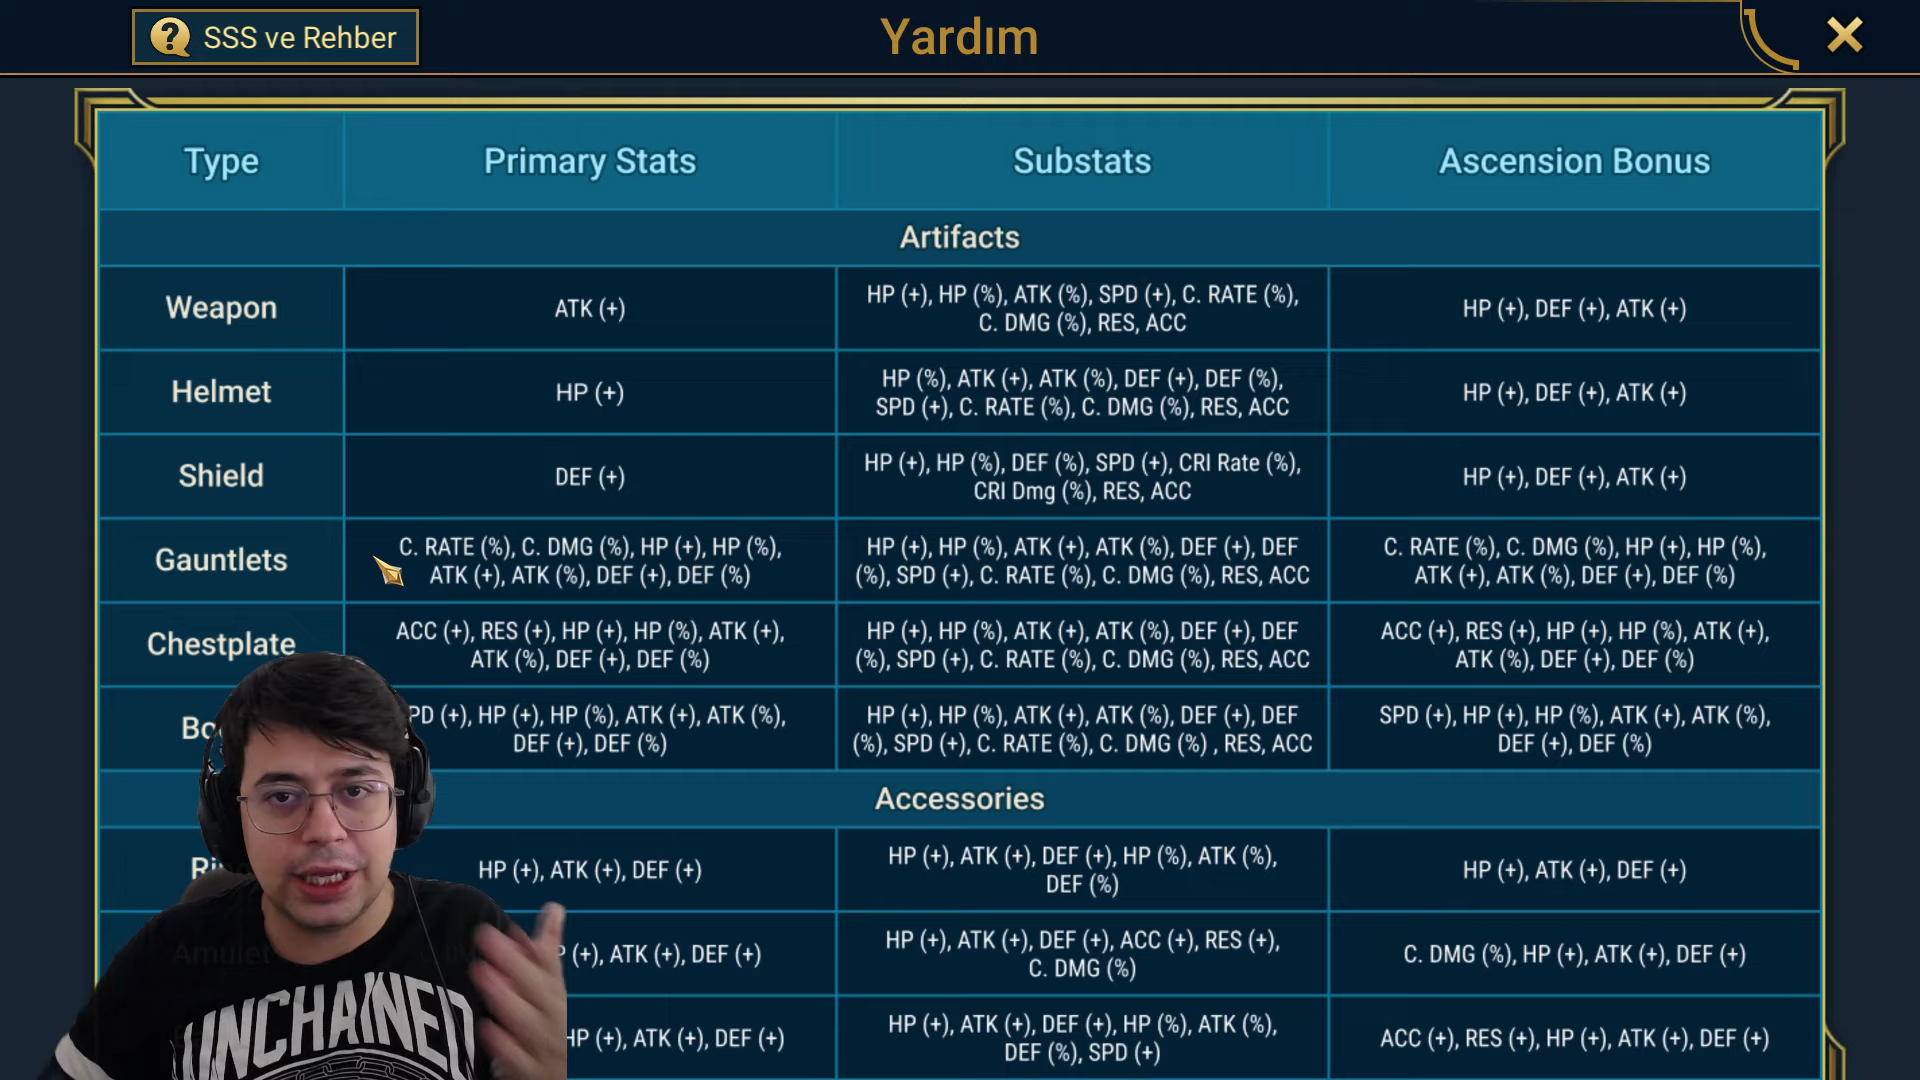 SSS ve Rehber
Yardım
Type Primary Stats Substats Ascension Bonus
Artifacts
Weapon
ATK (+)
HP (+), HP (%), ATK (%), SPD (+), C. RATE (%),
C. DMG (%), RES, ACC
HP (+), DEF (+), ATK (+)
Helmet
HP (+)
HP (%), ATK (+), ATK (%), DEF (+), DEF (%),
SPD (+), C. RATE (%), C. DMG (%), RES, ACC
HP (+), DEF (+), ATK (+)
Shield
DEF (+)
HP (+), HP (%), DEF (%), SPD (+), CRI Rate (%),
CRI Dmg (%), RES, ACC
HP (+), DEF (+), ATK (+)
Gauntlets
C. RATE (%), C. DMG (%), HP (+), HP (%),
ATK (+), ATK (%), DEF (+), DEF (%)
HP (+), HP (%), ATK (+), ATK (%), DEF (+), DEF
(%), SPD (+), C. RATE (%), C. DMG (%), RES, ACC
C. RATE (%), C. DMG (%), HP (+), HP (%),
ATK (+), ATK (%), DEF (+), DEF (%)
Chestplate
ACC (+), RES (+), HP (+), HP (%), ATK (+),
ATK (%), DEF (+), DEF (%)
HP (+), HP (%), ATK (+), ATK (%), DEF (+), DEF
(%), SPD (+), C. RATE (%), C. DMG (%), RES, ACC
ACC (+), RES (+), HP (+), HP (%), ATK (+),
ATK (%), DEF (+), DEF (%)
(+), HP (+), HP (%), ATK (+), ATK (%),
DEF (+), DEF (%)
HP (+), HP (%), ATK (+), ATK (%), DEF (+), DEF
(%), SPD (+), C. RATE (%), C. DMG (%) , RES, ACC
SPD (+), HP (+), HP (%), ATK (+), ATK (%),
DEF (+), DEF (%)
Accessories
HP (+), ATK (+), DEF (+)
HP (+), ATK (+), DEF (+), HP (%), ATK (%),
DEF (%)
HP (+), ATK (+), DEF (+)
Amulet
(+), ATK (+), DEF (+)
HP (+), ATK (+), DEF (+), ACC (+), RES (+),
C. DMG (%)
C. DMG (%), HP (+), ATK (+), DEF (+)
HP (+), ATK (+), DEF (+)
HP (+), ATK (+), DEF (+), HP (%), ATK (%),
DEF (%), SPD (+)
ACC (+), RES (+), HP (+), ATK (+), DEF (+)
UNCHAINED